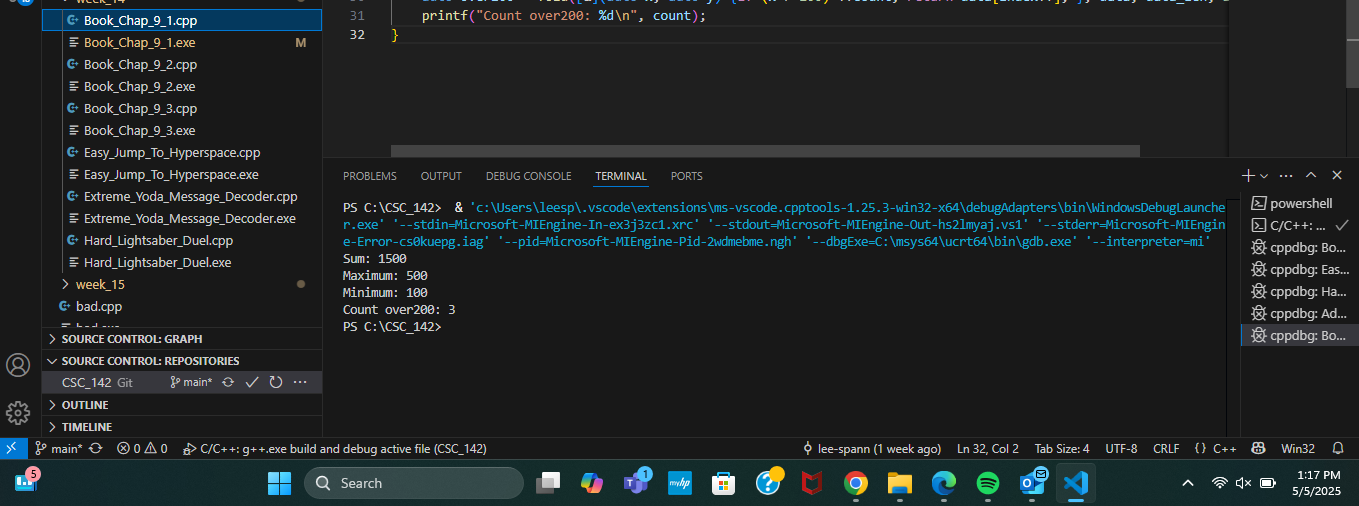 week_14
Book_Chap_9_1.cpp
Book_Chap_9_1.exe M
Book_Chap_9_2.cpp
Book_Chap_9_2.exe
Book_Chap_9_3.cpp
Book_Chap_9_3.exe
Easy_Jump_To_Hyperspace.cpp
Easy_Jump_To_Hyperspace.exe
Extreme_Yoda_Message_Decoder.cpp
Extreme_Yoda_Message_Decoder.exe
Hard_Lightsaber_Duel.cpp
Hard_Lightsaber_Duel.exe
week_15
bad.cpp
SOURCE CONTROL: GRAPH
SOURCE CONTROL: REPOSITORIES
CSC_142 Git main*
OUTLINE
TIMELINE
31 printf("Count over200: %d\n", count);
32 }
PROBLEMS OUTPUT DEBUG CONSOLE TERMINAL PORTS
PS C:\CSC_142> & 'c:\Users\leesp\.vscode\extensions\ms-vscode.cpptools-1.25.3-win32-x64\debugAdapters\bin\WindowsDebugLaunche
r.exe' '--stdin=Microsoft-MIEngine-In-ex3j3zc1.xrc' '--stdout=Microsoft-MIEngine-Out-hs2lmyaj.vs1' '--stderr=Microsoft-MIEngin
e-Error-cs0kuepg.iag' '--pid=Microsoft-MIEngine-Pid-2wdmebme.ngh' '--dbgExe=C:\msys64\ucrt64\bin\gdb.exe' '--interpreter=mi'
Sum: 1500
Maximum: 500
Minimum: 100
Count over200: 3
PS C:\CSC_142>
powershell
C/C++: ...
cppdbg: Bo...
cppdbg: Eas...
cppdbg: Ha...
cppdbg: Ad...
cppdbg: Bo...
main* 0 0 C/C++: g++.exe build and debug active file (CSC_142) lee-spann (1 week ago) Ln 32, Col 2 Tab Size: 4 UTF-8 CRLF {} C++ Win32
5 Search 1 myhp 1:17 PM
5/5/2025